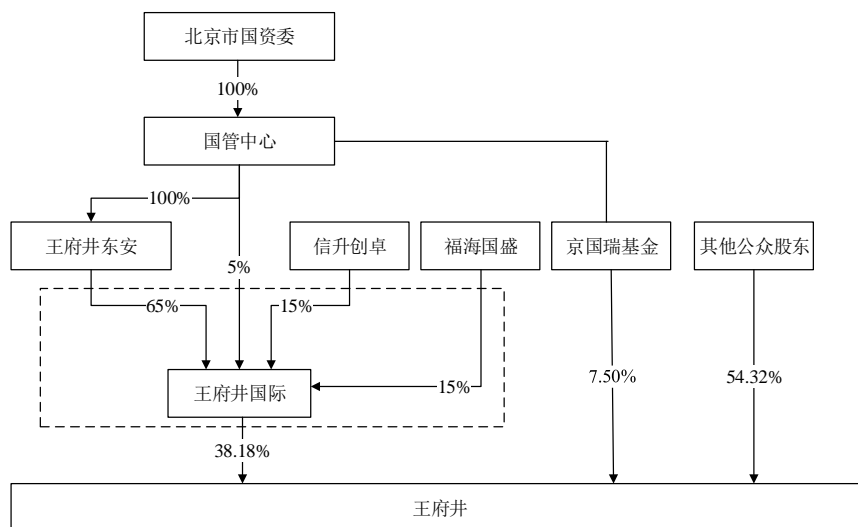 北京市国资委
100%
国管中心
100%
王府井东安
信升创卓
福海国盛
京国瑞基金
其他公众股东
5%
65%
15%
王府井国际
15%
7.50%
54.32%
38.18%
王府井